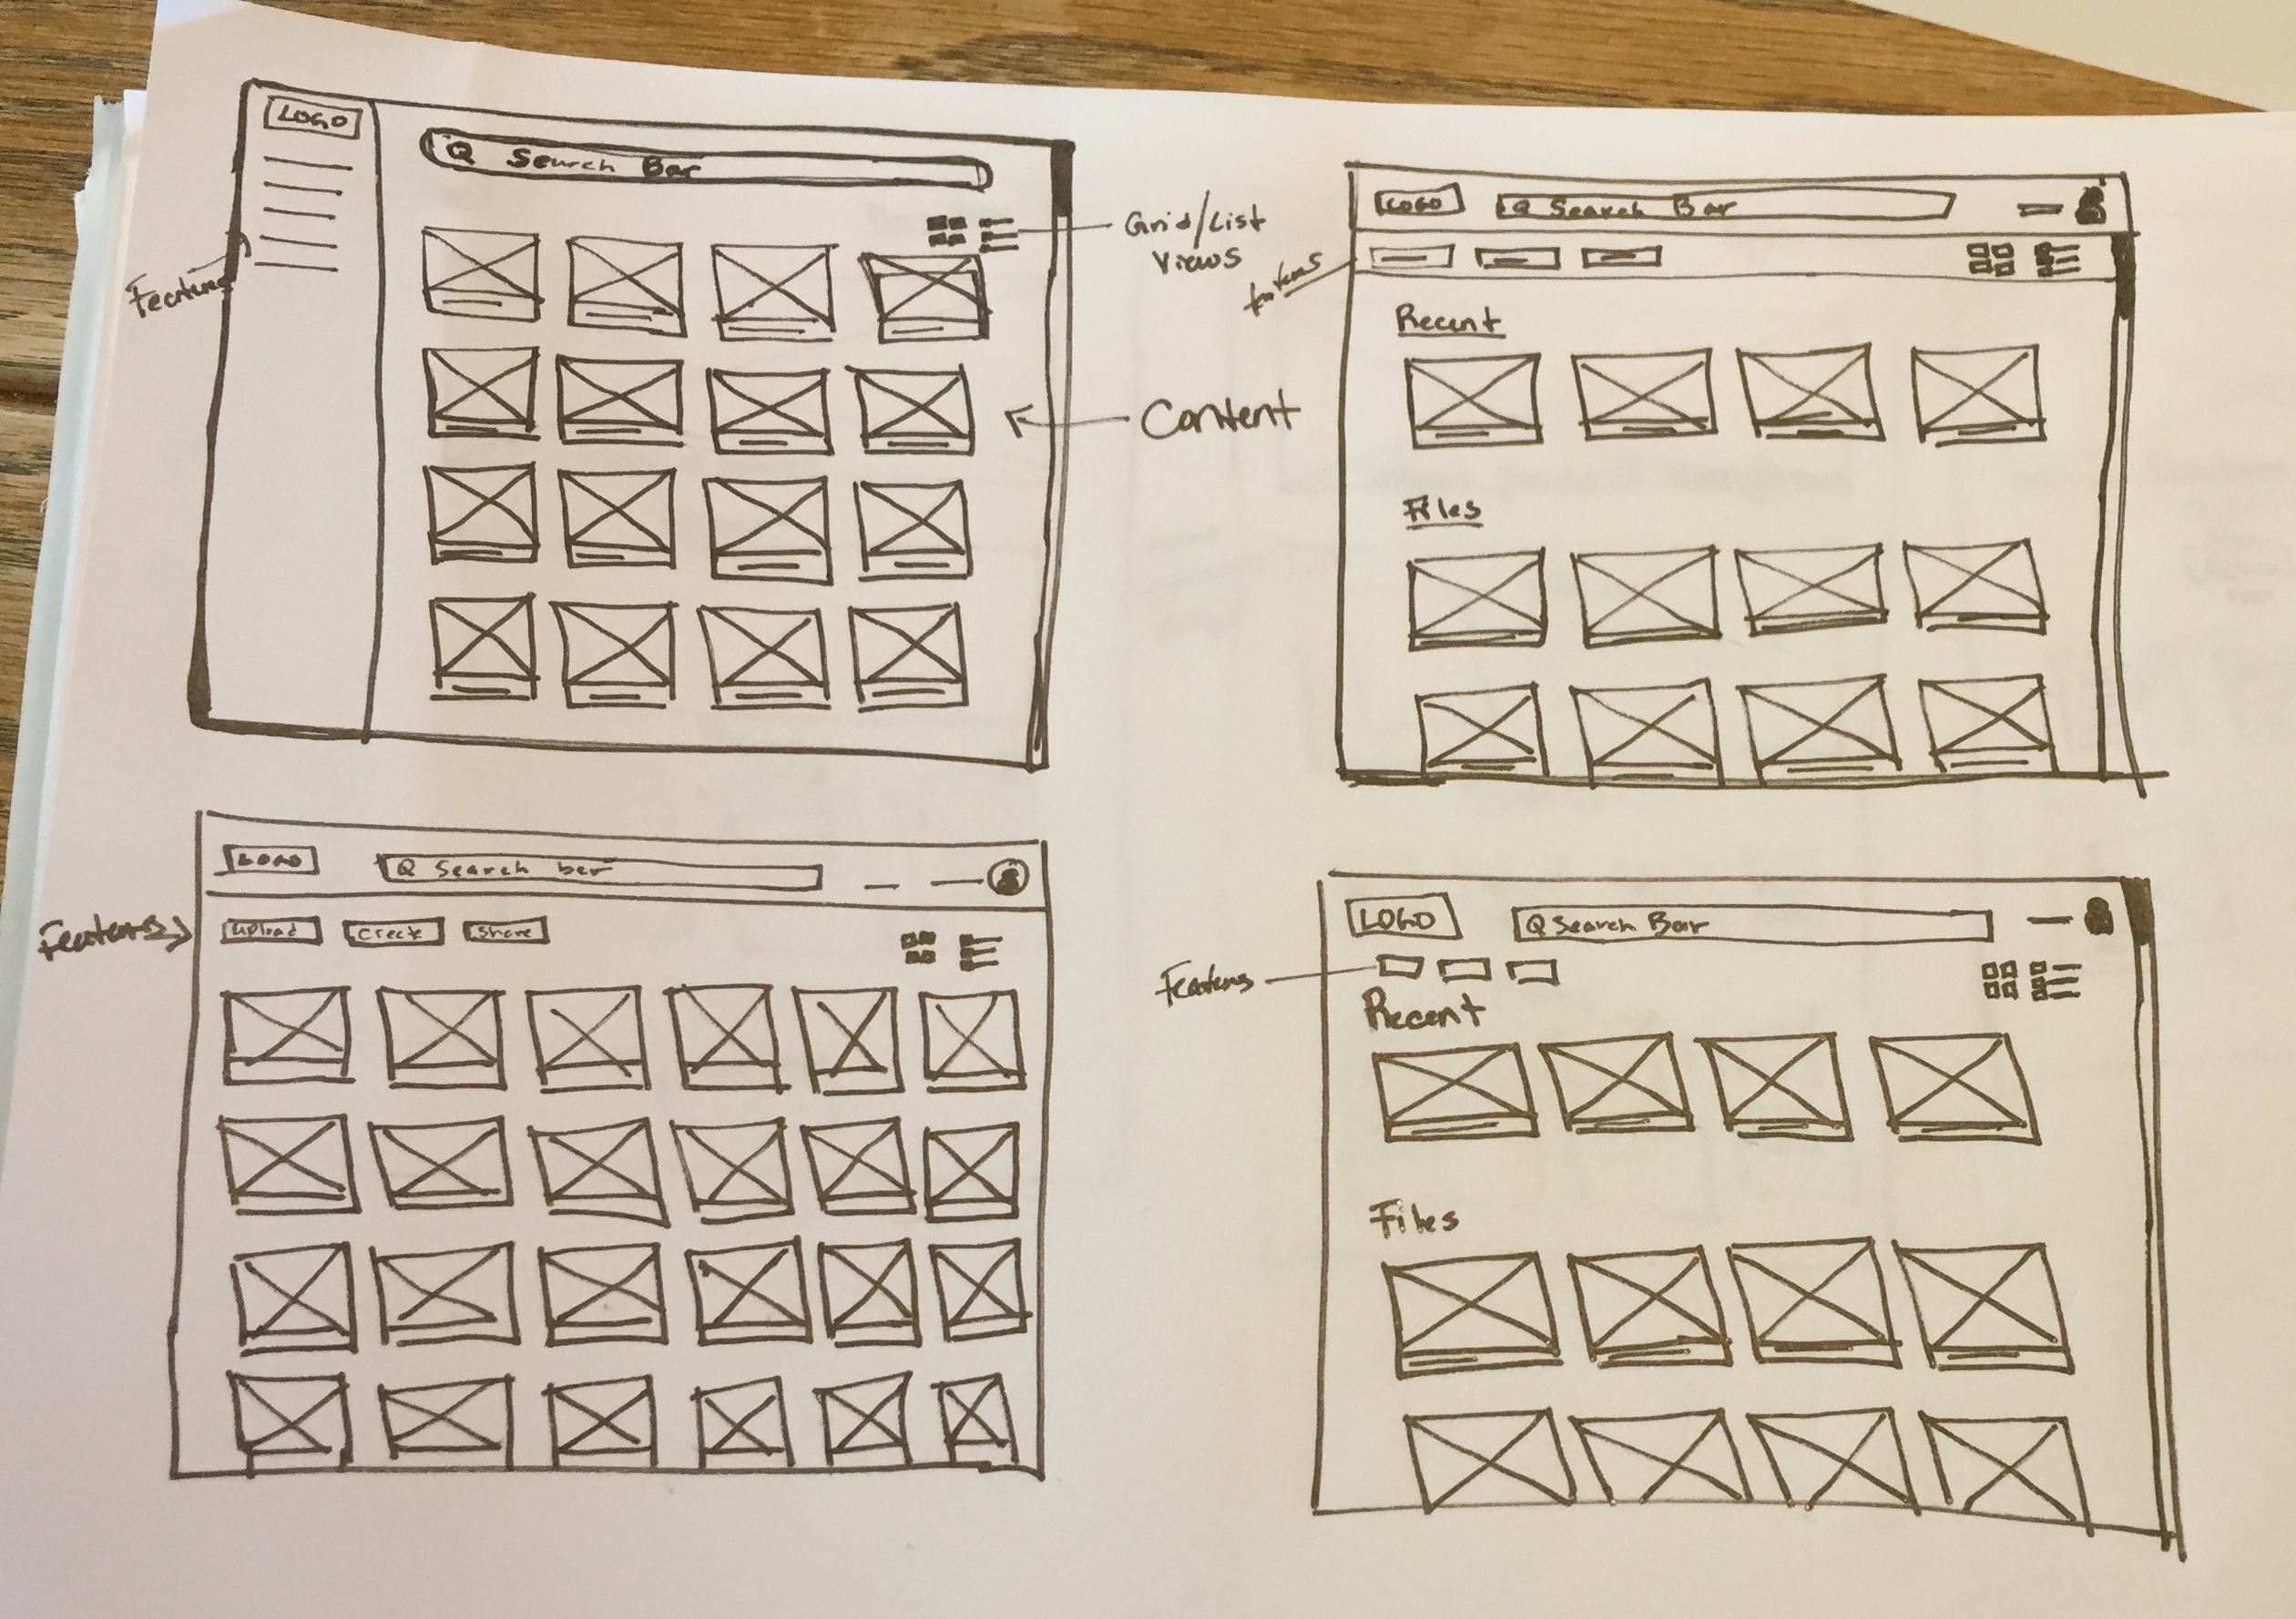 LOGO
Q Search Bar
Grid/List
Views
Features
Content
LOGO
Q Search Bar
features
Recent
Files
LOGO
Q Search bar
Features
Upload
Create
Share
LOGO
Q Search Bar
Features
Recent
Files